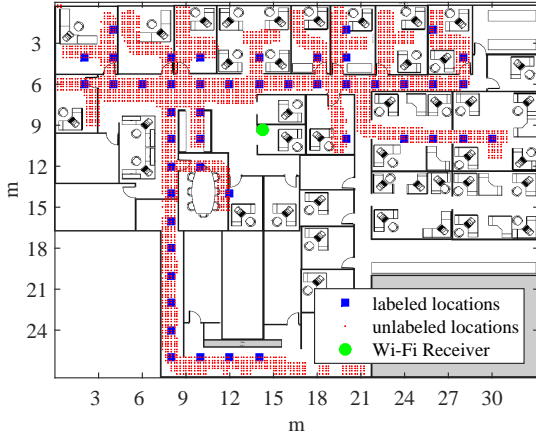 3
6
9
12
15
18
21
24
m
labeled locations
unlabeled locations
Wi-Fi Receiver
3 6 9 12 15 18 21 24 27 30
m